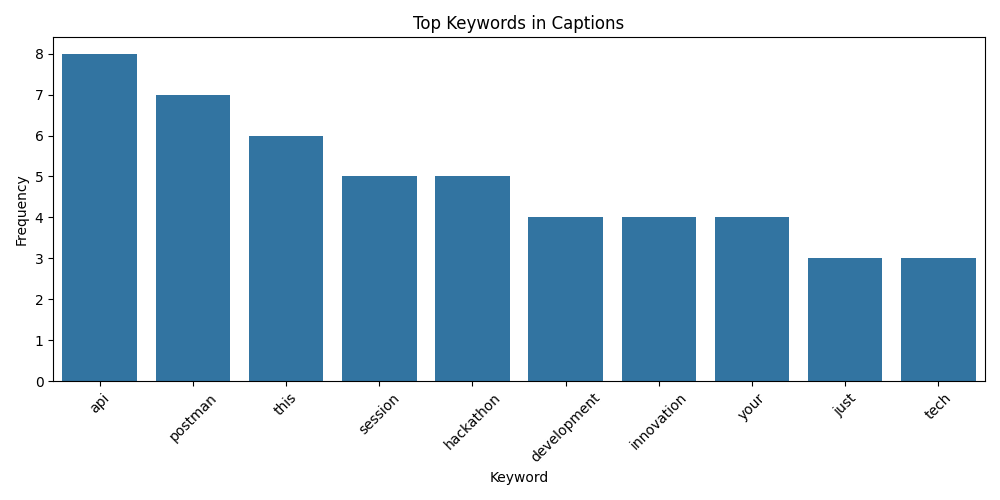 Top Keywords in Captions
Frequency
8
7
6
5
4
3
2
1
0
api
postman
this
session
hackathon
development
innovation
your
just
tech
Keyword